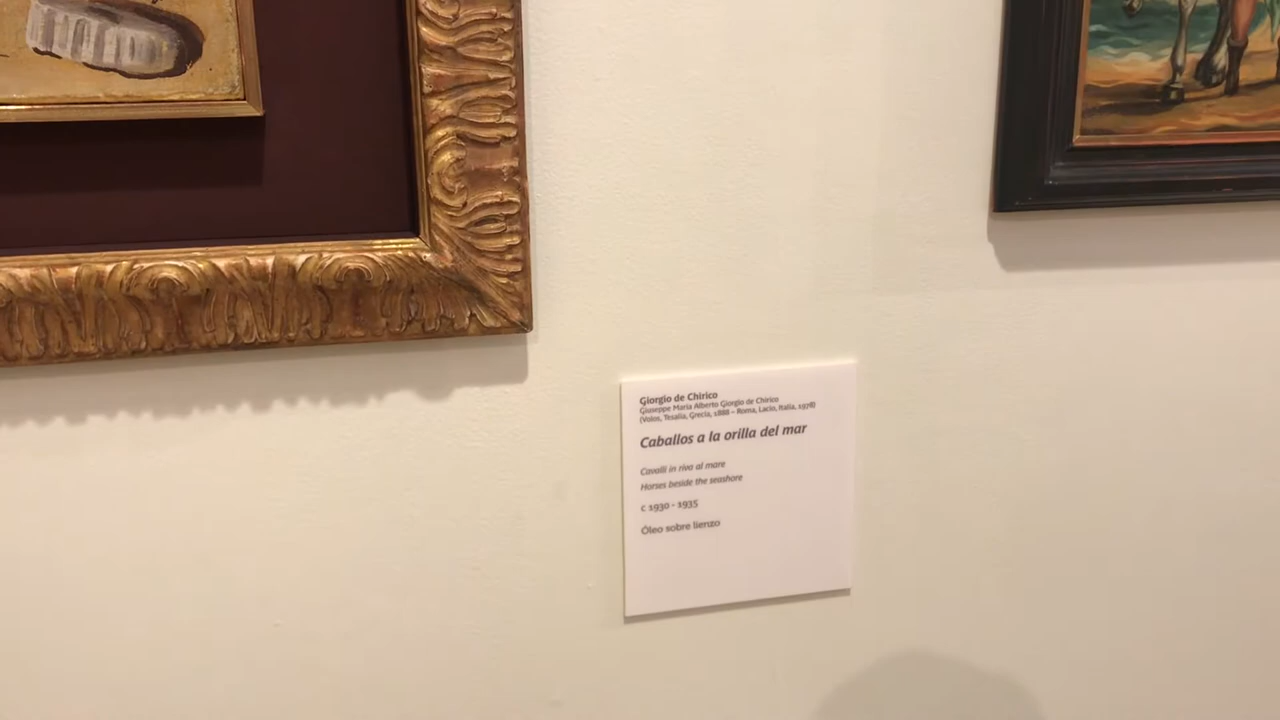 Giorgio de Chirico
Giuseppe Maria Alberto Giorgio de Chirico
(Volos, Tesalia, Grecia, 1888 – Roma, Lacio, Italia, 1978)
Caballos a la orilla del mar
Cavalli in riva al mare
Horses beside the seashore
c 1930 - 1935
Óleo sobre lienzo